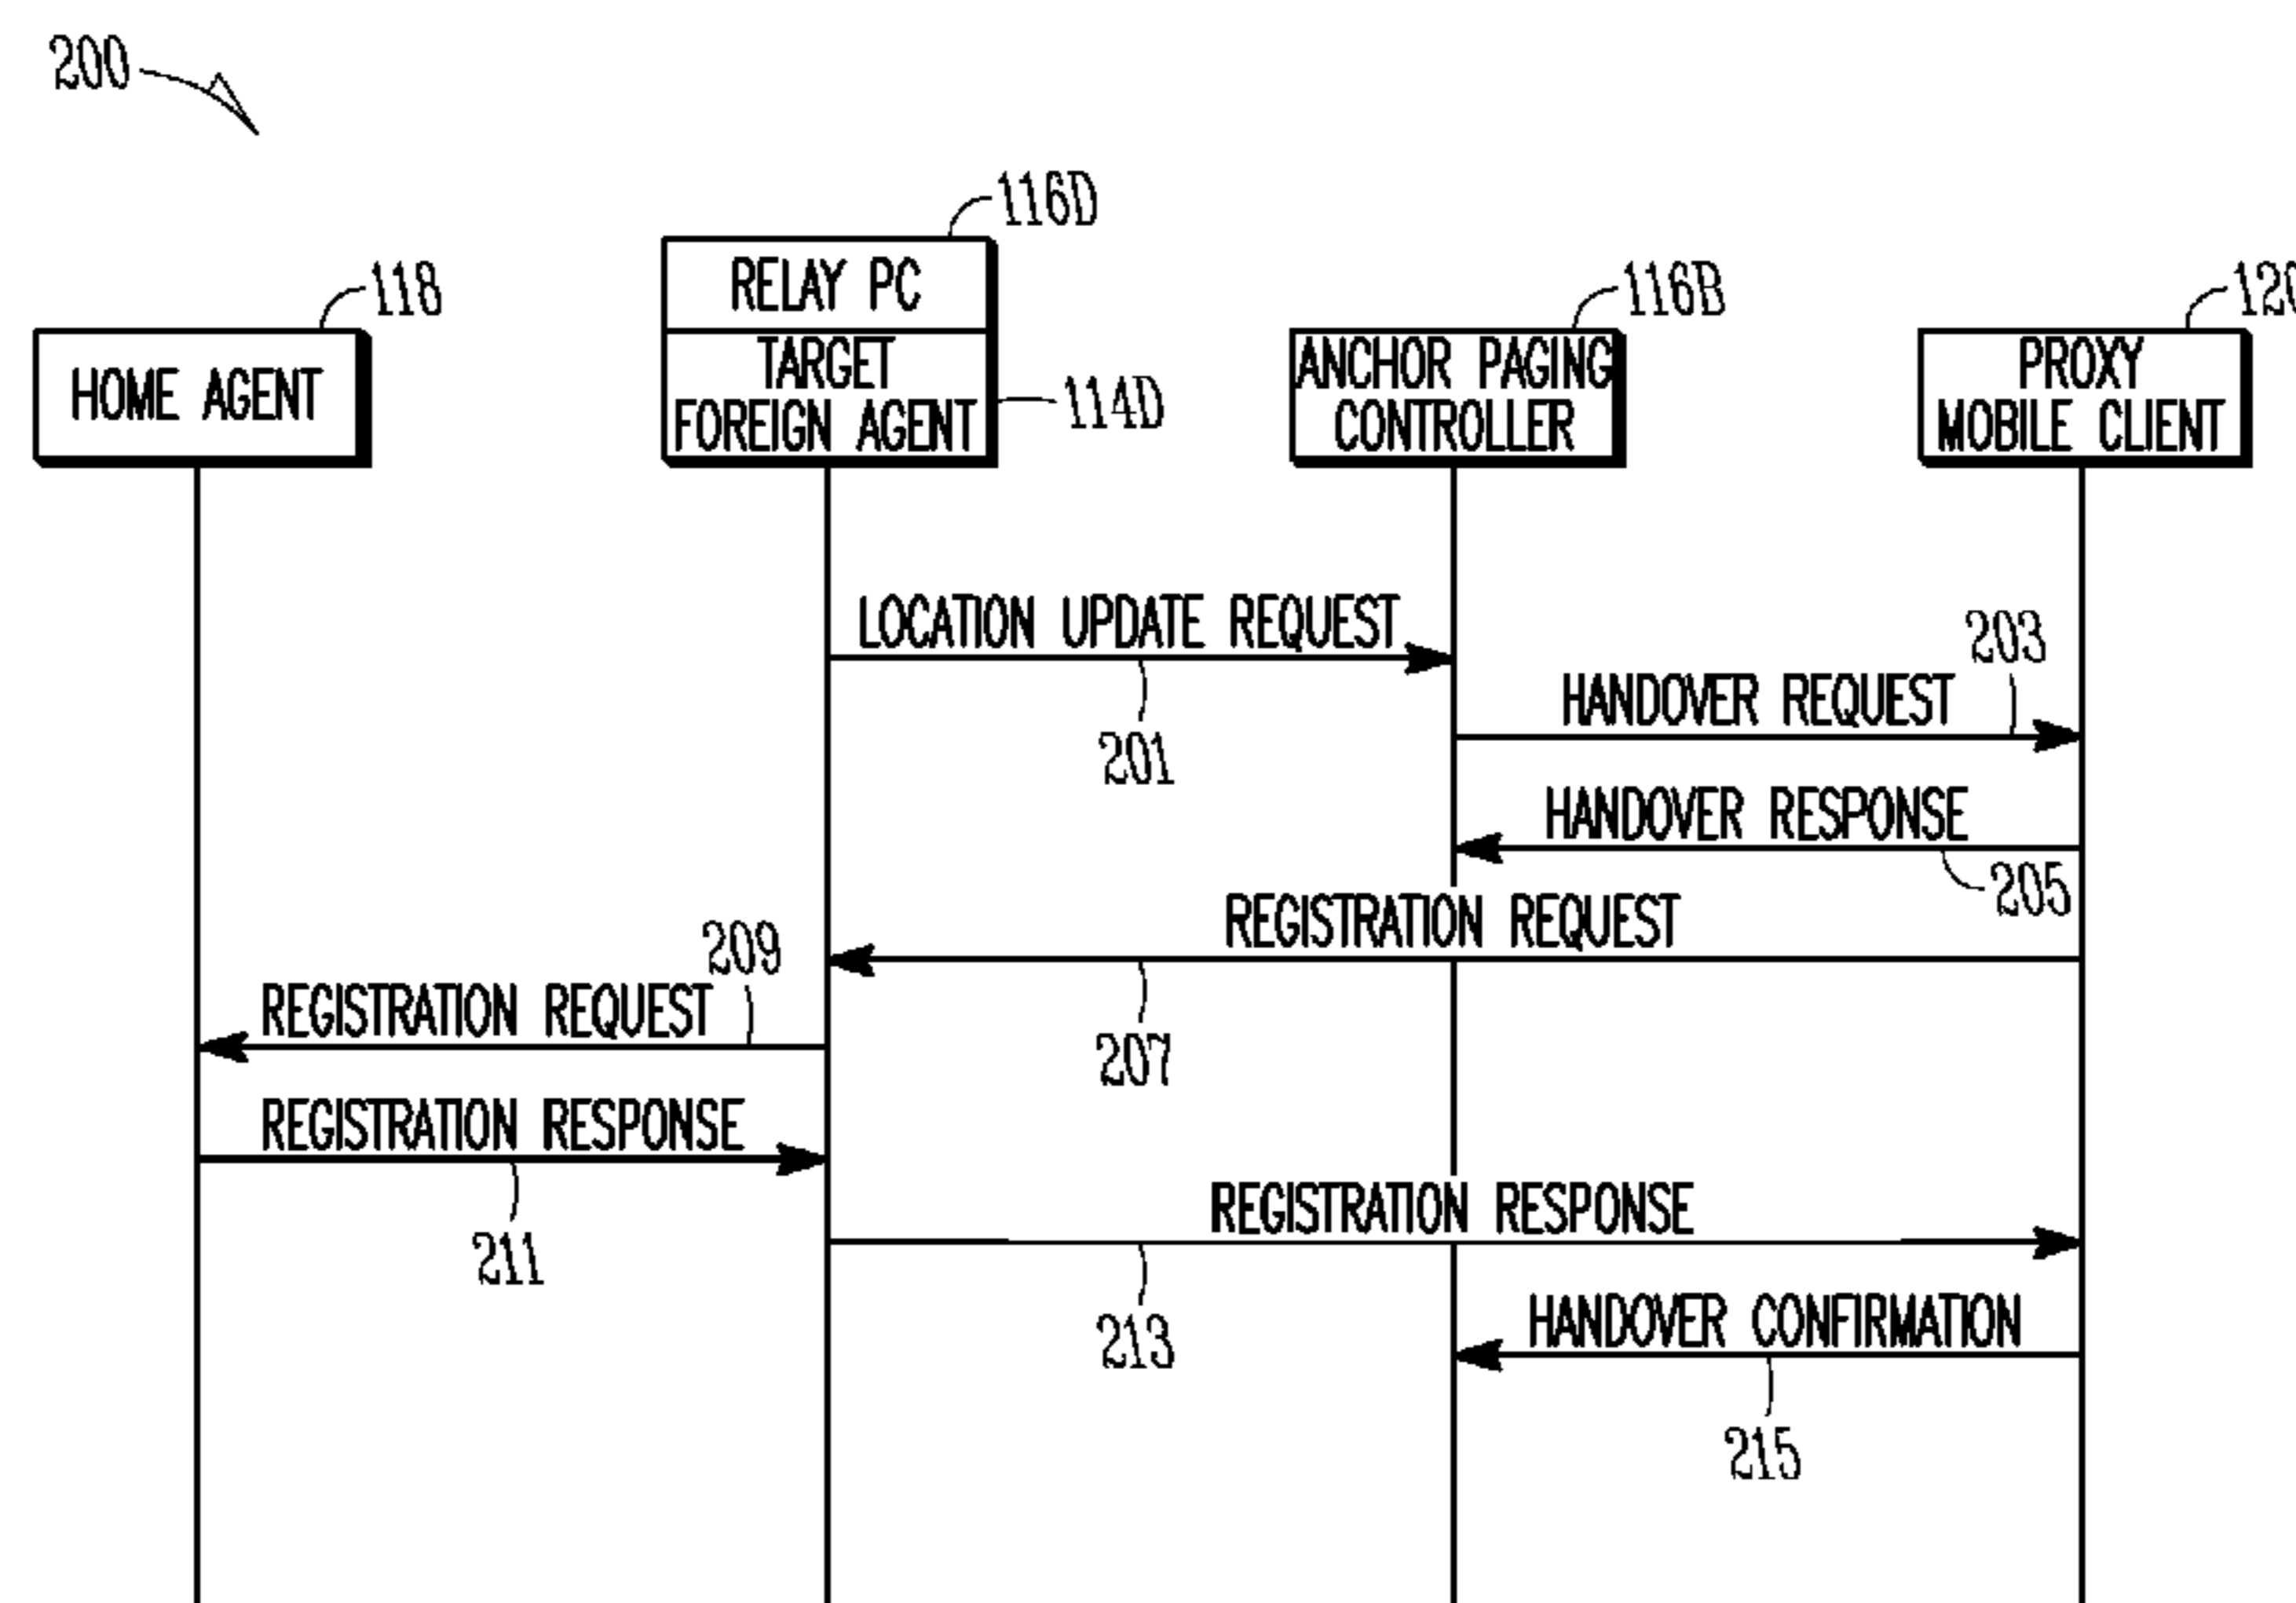 200
116D
118
RELAY PC
116B
120
HOME AGENT
TARGET
FOREIGN AGENT
114D
ANCHOR PAGING
CONTROLLER
PROXY
MOBILE CLIENT
LOCATION UPDATE REQUEST
201
203
HANDOVER REQUEST
HANDOVER RESPONSE
205
REGISTRATION REQUEST
207
209
REGISTRATION REQUEST
REGISTRATION RESPONSE
211
REGISTRATION RESPONSE
213
HANDOVER CONFIRMATION
215